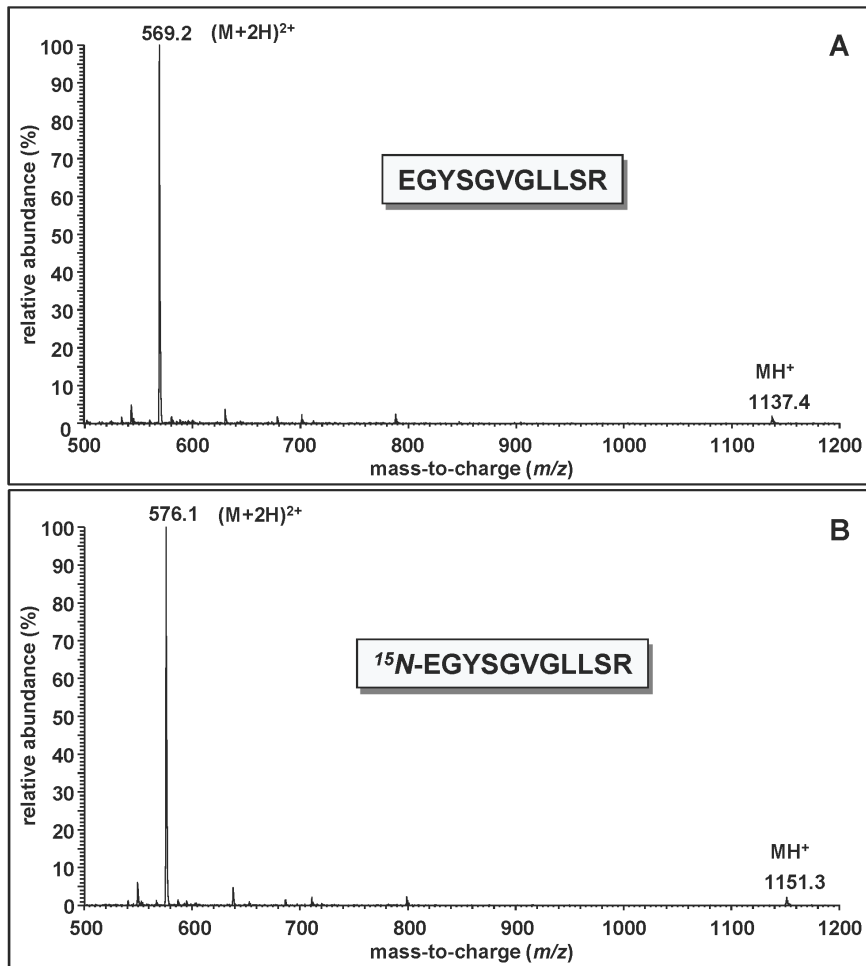 569.2 (M+2H)²⁺
A
100
90
80
70
60
50
40
30
20
10
0
relative abundance (%)
EGYSGVGLLSR
MH⁺
1137.4
500 600 700 800 900 1000 1100 1200
mass-to-charge (m/z)
576.1 (M+2H)²⁺
B
100
90
80
70
60
50
40
30
20
10
0
relative abundance (%)
¹⁵N-EGYSGVGLLSR
MH⁺
1151.3
500 600 700 800 900 1000 1100 1200
mass-to-charge (m/z)